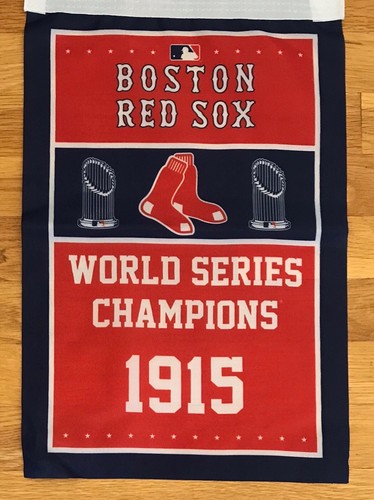 BOSTON
RED SOX
WORLD SERIES
CHAMPIONS
1915